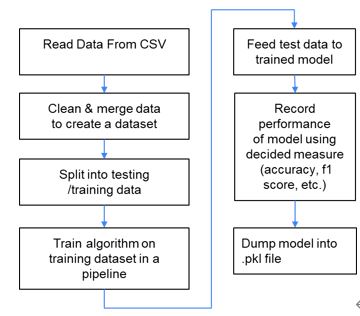 Read Data From CSV
Clean & merge data
to create a dataset
Split into testing
/training data
Train algorithm on
training dataset in a
pipeline
Feed test data to
trained model
Record
performance
of model using
decided measure
(accuracy, f1
score, etc.)
Dump model into
.pkl file